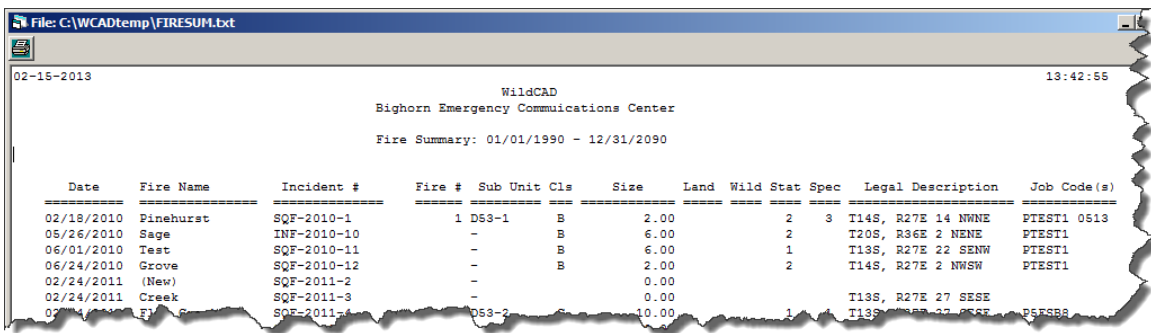 File: C:\WCADtemp\FIRESUM.txt
02-15-2013 13:42:55
WildCAD
Bighorn Emergency Commuications Center
Fire Summary: 01/01/1990 - 12/31/2090
Date Fire Name Incident # Fire # Sub Unit Cls Size Land Wild Stat Spec Legal Description Job Code(s)
02/18/2010 Pinehurst SQF-2010-1 1 D53-1 B 2.00 2 3 T14S, R27E 14 NWNE PTEST1 0513
05/26/2010 Sage INF-2010-10 - B 6.00 2 T20S, R36E 2 NENE PTEST1
06/01/2010 Test SQF-2010-11 - B 6.00 1 T13S, R27E 22 SENW PTEST1
06/24/2010 Grove SQF-2010-12 - B 2.00 2 T14S, R27E 2 NWSW PTEST1
02/24/2011 (New) SQF-2011-2 - 0.00
02/24/2011 Creek SQF-2011-3 - 0.00 T13S, R27E 27 SESE
D53-2 10.00